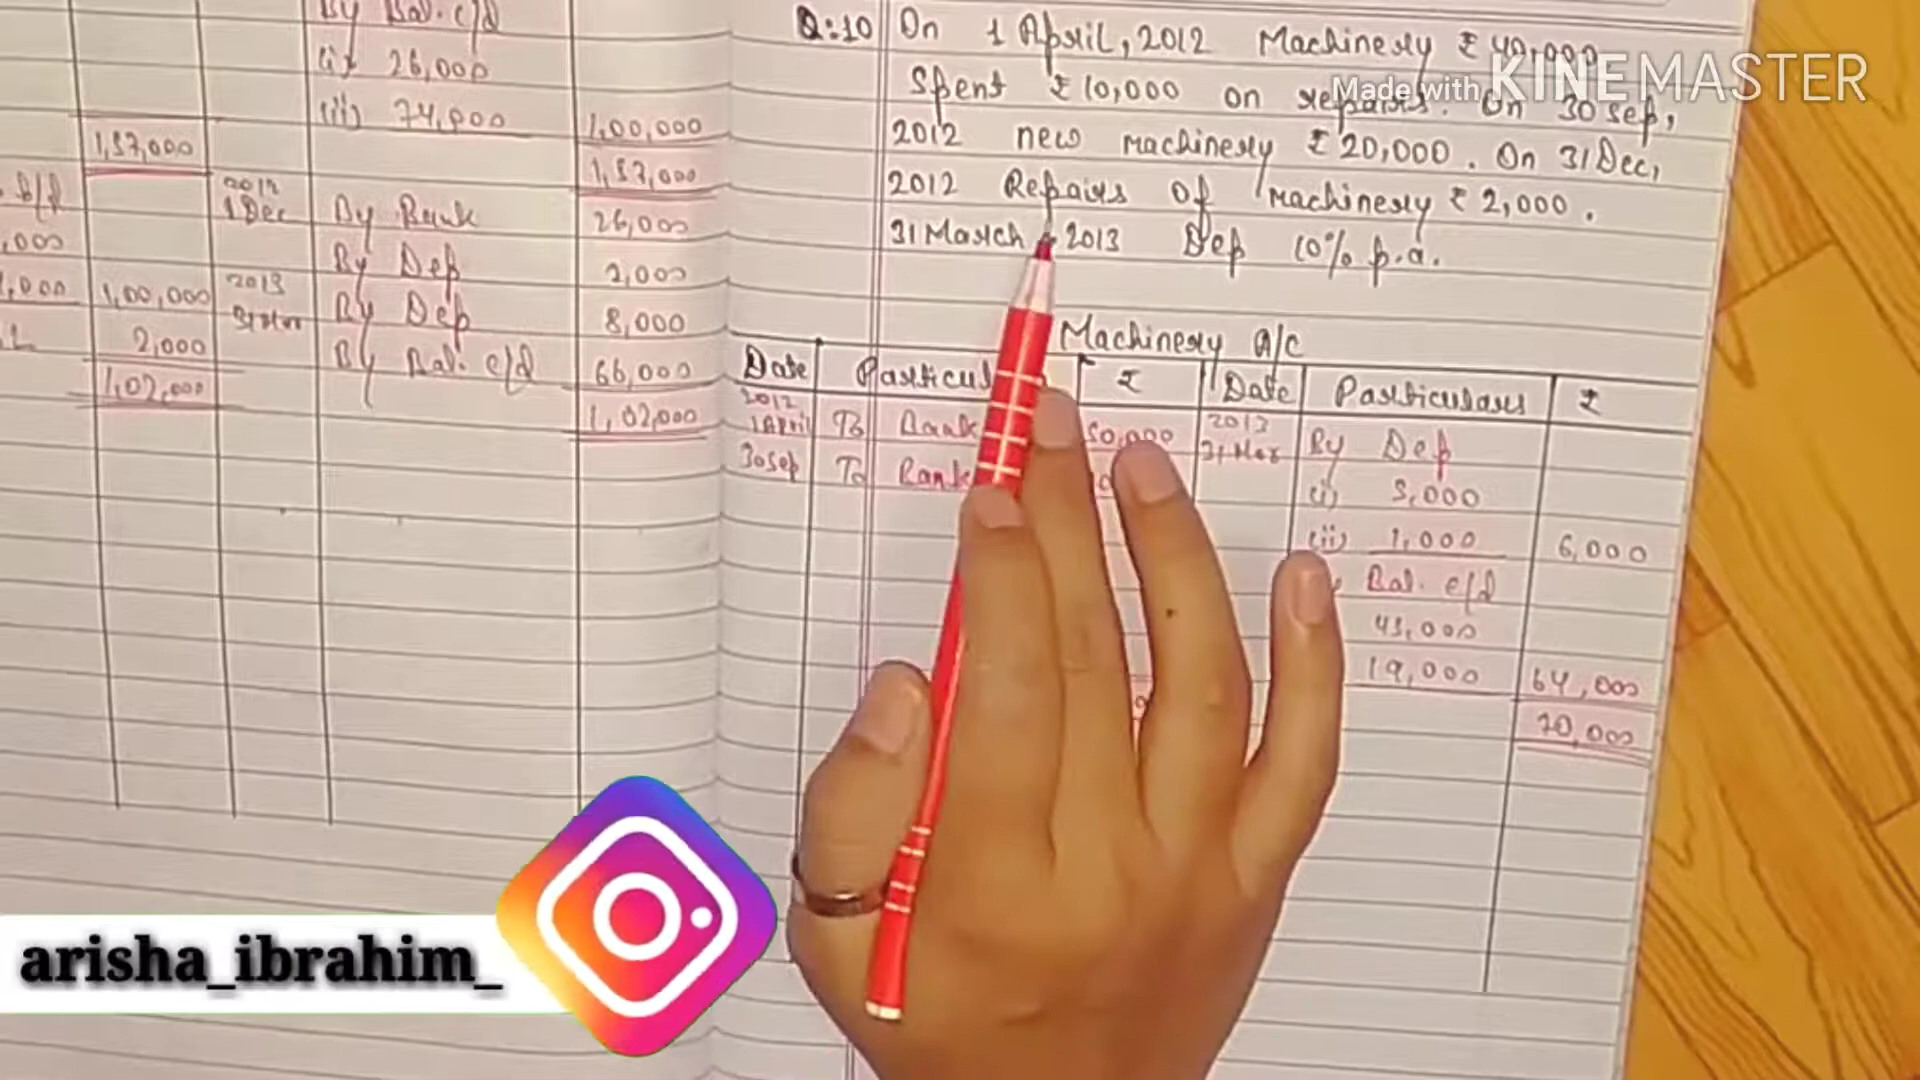 By Bal. c/d
(i) 26,000
(ii) 74,000 1,00,000
1,57,000 1,57,000
b/d 2012
1 Dec By Bank 26,000
,000 By Dep 2,000
,000 1,00,000 2013
31 Mar By Dep 8,000
2,000 By Bal. c/d 66,000
1,02,000 1,02,000
Q:10 On 1 April, 2012 Machinery ₹ 40,000
Spent ₹ 10,000 on repairs. On 30 Sep,
2012 new machinery ₹ 20,000. On 31 Dec,
2012 Repairs of machinery ₹ 2,000.
31 March 2013 Dep 10% p.a.
Machinery A/c
Date Particul ₹ Date Particulars ₹
2012
1 April To Bank 50,000 2013
31 Mar By Dep
30 Sep To Bank (i) 5,000
(ii) 1,000 6,000
Bal. c/d
45,000
19,000 64,000
70,000
Made with KINEMASTER
arisha_ibrahim_